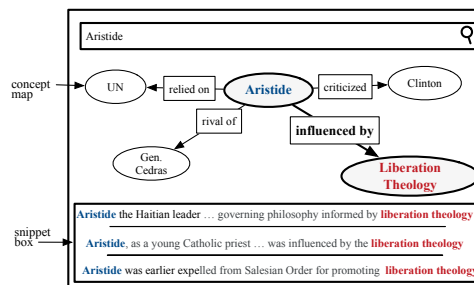 Aristide
concept
map
UN
relied on
Aristide
criticized
Clinton
rival of
influenced by
Gen.
Cedras
Liberation
Theology
snippet
box
Aristide the Haitian leader … governing philosophy informed by liberation theology
Aristide, as a young Catholic priest … was influenced by the liberation theology
Aristide was earlier expelled from Salesian Order for promoting liberation theology